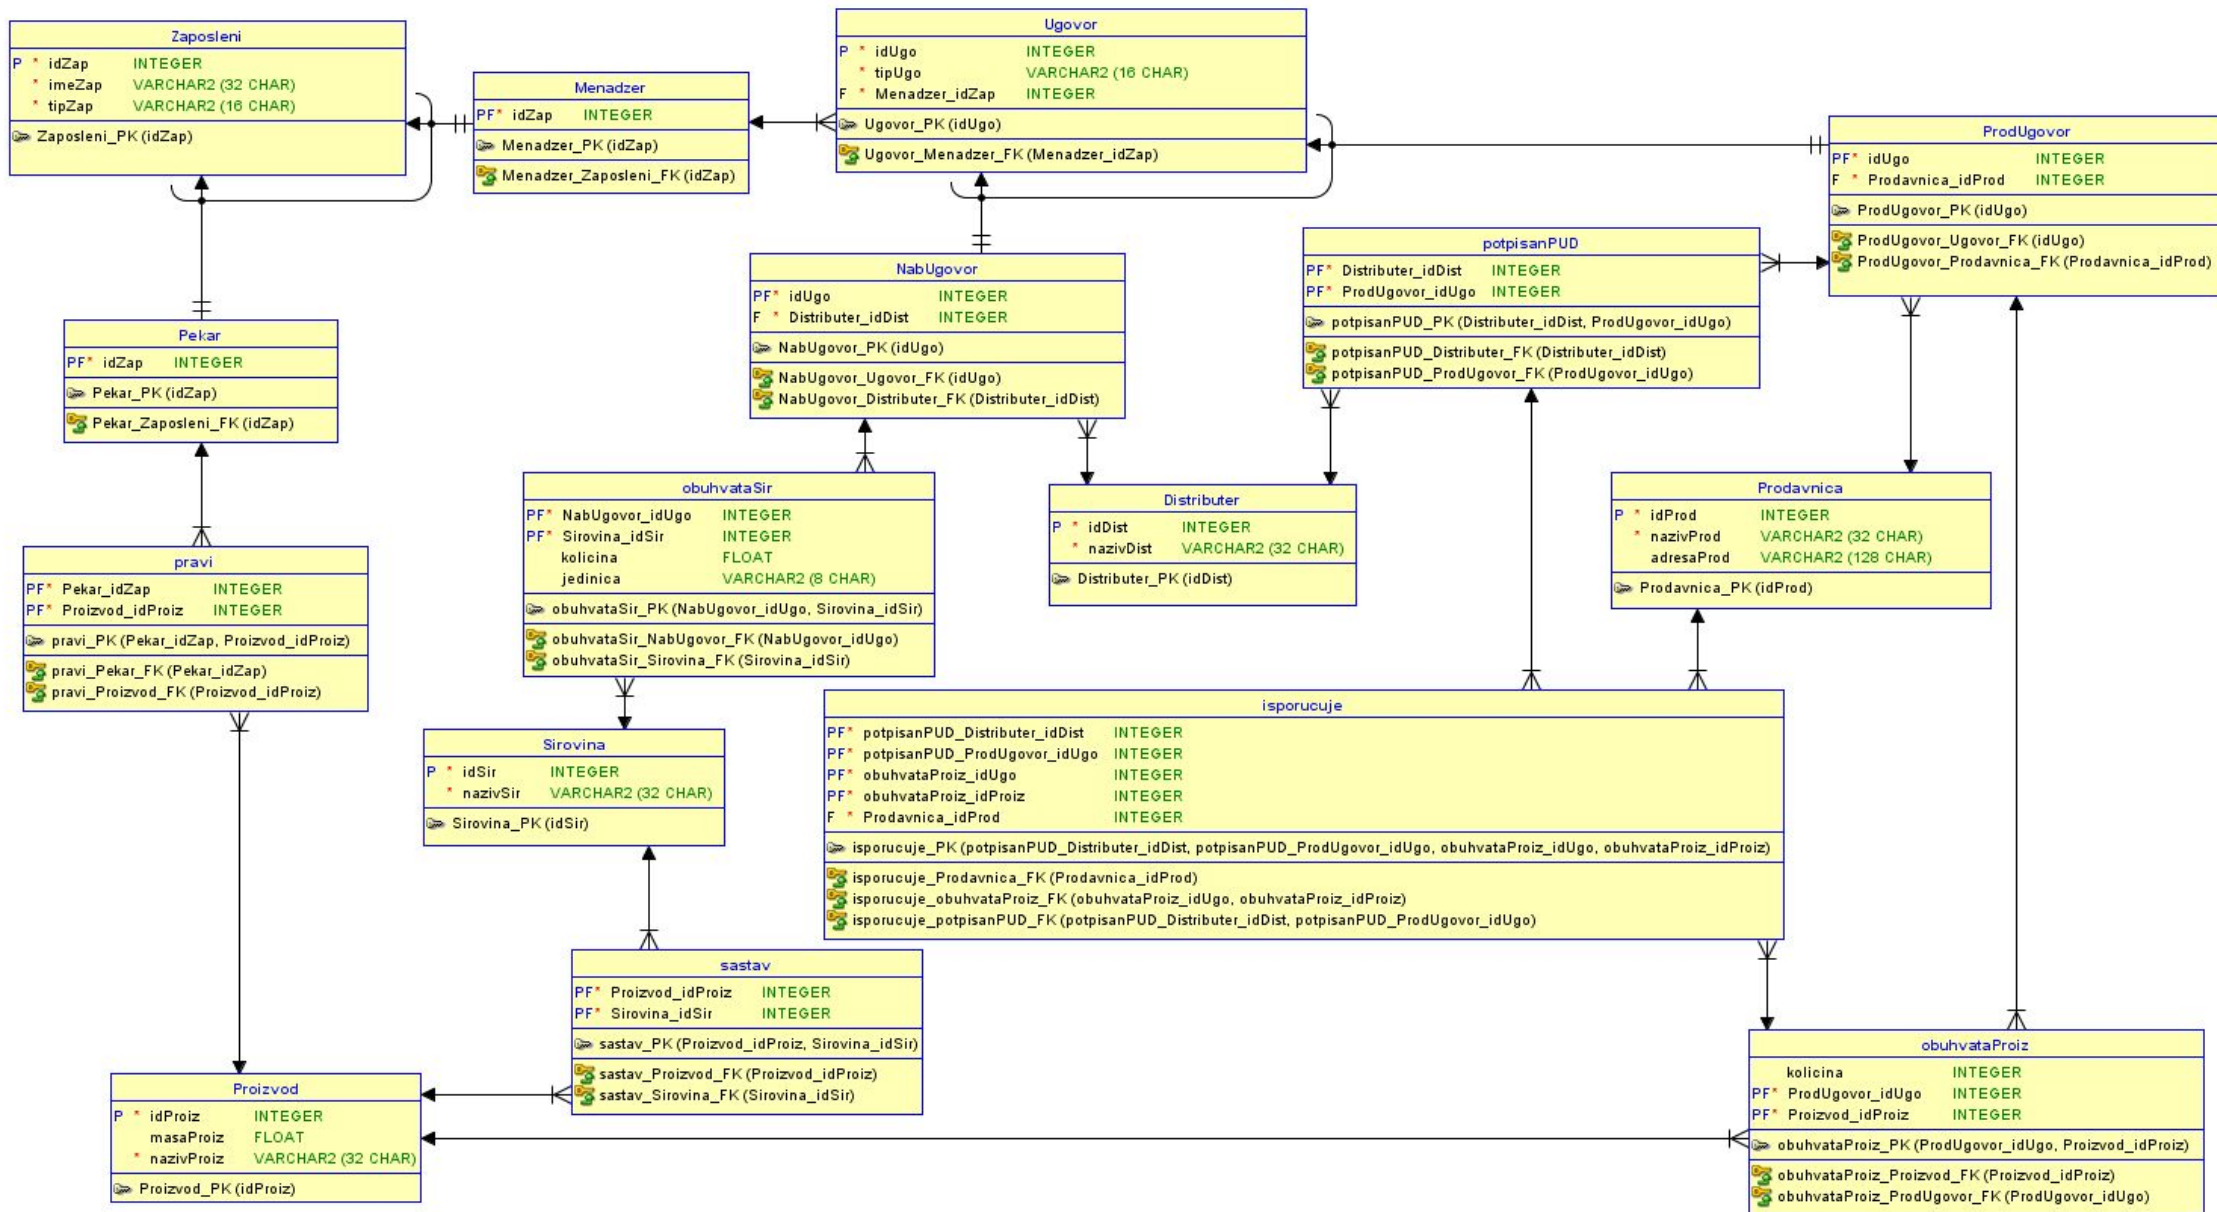 Zaposleni
P * idZap INTEGER
* imeZap VARCHAR2 (32 CHAR)
* tipZap VARCHAR2 (16 CHAR)
Zaposleni_PK (idZap)
Menadzer
PF* idZap INTEGER
Menadzer_PK (idZap)
Menadzer_Zaposleni_FK (idZap)
Ugovor
P * idUgo INTEGER
* tipUgo VARCHAR2 (16 CHAR)
F * Menadzer_idZap INTEGER
Ugovor_PK (idUgo)
Ugovor_Menadzer_FK (Menadzer_idZap)
ProdUgovor
PF* idUgo INTEGER
F * Prodavnica_idProd INTEGER
ProdUgovor_PK (idUgo)
ProdUgovor_Ugovor_FK (idUgo)
ProdUgovor_Prodavnica_FK (Prodavnica_idProd)
potpisanPUD
PF* Distributer_idDist INTEGER
PF* ProdUgovor_idUgo INTEGER
potpisanPUD_PK (Distributer_idDist, ProdUgovor_idUgo)
potpisanPUD_Distributer_FK (Distributer_idDist)
potpisanPUD_ProdUgovor_FK (ProdUgovor_idUgo)
NabUgovor
PF* idUgo INTEGER
F * Distributer_idDist INTEGER
NabUgovor_PK (idUgo)
NabUgovor_Ugovor_FK (idUgo)
NabUgovor_Distributer_FK (Distributer_idDist)
Pekar
PF* idZap INTEGER
Pekar_PK (idZap)
Pekar_Zaposleni_FK (idZap)
obuhvataSir
PF* NabUgovor_idUgo INTEGER
PF* Sirovina_idSir INTEGER
kolicina FLOAT
jedinica VARCHAR2 (8 CHAR)
obuhvataSir_PK (NabUgovor_idUgo, Sirovina_idSir)
obuhvataSir_NabUgovor_FK (NabUgovor_idUgo)
obuhvataSir_Sirovina_FK (Sirovina_idSir)
Distributer
P * idDist INTEGER
* nazivDist VARCHAR2 (32 CHAR)
Distributer_PK (idDist)
Prodavnica
P * idProd INTEGER
* nazivProd VARCHAR2 (32 CHAR)
adresaProd VARCHAR2 (128 CHAR)
Prodavnica_PK (idProd)
pravi
PF* Pekar_idZap INTEGER
PF* Proizvod_idProiz INTEGER
pravi_PK (Pekar_idZap, Proizvod_idProiz)
pravi_Pekar_FK (Pekar_idZap)
pravi_Proizvod_FK (Proizvod_idProiz)
Sirovina
P * idSir INTEGER
* nazivSir VARCHAR2 (32 CHAR)
Sirovina_PK (idSir)
isporucuje
PF* potpisanPUD_Distributer_idDist INTEGER
PF* potpisanPUD_ProdUgovor_idUgo INTEGER
PF* obuhvataProiz_idUgo INTEGER
PF* obuhvataProiz_idProiz INTEGER
F * Prodavnica_idProd INTEGER
isporucuje_PK (potpisanPUD_Distributer_idDist, potpisanPUD_ProdUgovor_idUgo, obuhvataProiz_idUgo, obuhvataProiz_idProiz)
isporucuje_Prodavnica_FK (Prodavnica_idProd)
isporucuje_obuhvataProiz_FK (obuhvataProiz_idUgo, obuhvataProiz_idProiz)
isporucuje_potpisanPUD_FK (potpisanPUD_Distributer_idDist, potpisanPUD_ProdUgovor_idUgo)
sastav
PF* Proizvod_idProiz INTEGER
PF* Sirovina_idSir INTEGER
sastav_PK (Proizvod_idProiz, Sirovina_idSir)
sastav_Proizvod_FK (Proizvod_idProiz)
sastav_Sirovina_FK (Sirovina_idSir)
Proizvod
P * idProiz INTEGER
masaProiz FLOAT
* nazivProiz VARCHAR2 (32 CHAR)
Proizvod_PK (idProiz)
obuhvataProiz
kolicina INTEGER
PF* ProdUgovor_idUgo INTEGER
PF* Proizvod_idProiz INTEGER
obuhvataProiz_PK (ProdUgovor_idUgo, Proizvod_idProiz)
obuhvataProiz_Proizvod_FK (Proizvod_idProiz)
obuhvataProiz_ProdUgovor_FK (ProdUgovor_idUgo)